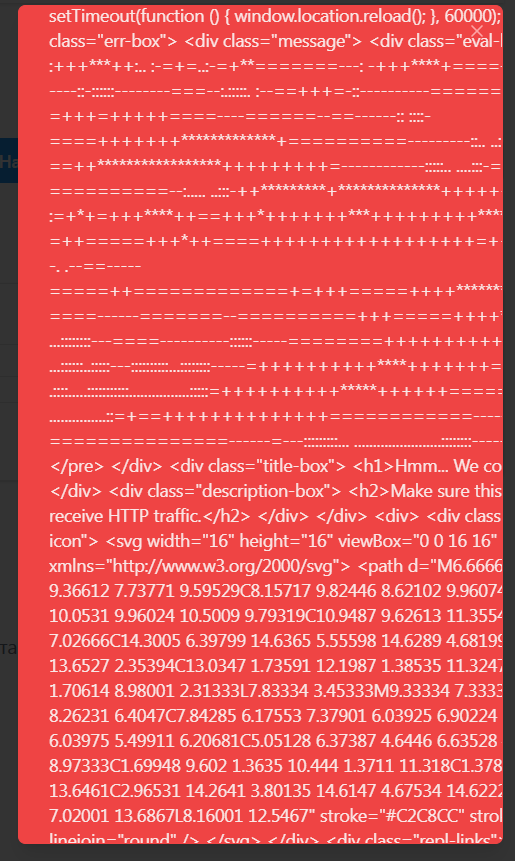 setTimeout(function () { window.location.reload(); }, 60000);
class="err-box"> <div class="message"> <div class="eval-
:+++***++:.. :-=+=..:-=+**=======---: -+++****+====
----::-::::::--------===--:.:::::. :--==+++=-::----------=======
=+++=+++++====----======--==------:: ::::-
====+++++++*************+==========---------:::.. ..:
==++*****************+++++++++=------------:::::.. ....:::-=
==========--:..... ..:::-++*********+**************+++++
:=+*+=+++****++==+++*+++++++***+++++++++****
=++=====+++*++====++++++++++++++++++=+
-. .--==-----
=====++=============+=+++=====++++*******
====------=======--==========+++=====++++*
...::::::::---====----------::::::-----========++++++++++
...::::::...::::---::::::::::...::::::::-----=++++++++++****+++++++=
.::::....:::::::::::................:::::=++++++++++*****++++++=====
................::=+==++++++++++++++============----
===============------=---::::::::::... ........................::::::::-----
</pre> </div> <div class="title-box"> <h1>Hmm... We co
</div> <div class="description-box"> <h2>Make sure this
receive HTTP traffic.</h2> </div> </div> <div> <div class
icon"> <svg width="16" height="16" viewBox="0 0 16 16"
xmlns="http://www.w3.org/2000/svg"> <path d="M6.6666
9.36612 7.73771 9.59529C8.15717 9.82446 8.62102 9.96074
10.0531 9.96024 10.5009 9.79319C10.9487 9.62613 11.3554
7.02666C14.3005 6.39799 14.6365 5.55598 14.6289 4.68199
13.6527 2.35394C13.0347 1.73591 12.1987 1.38535 11.3247
1.70614 8.98001 2.31333L7.83334 3.45333M9.33334 7.3333
8.26231 6.4047C7.84285 6.17553 7.37901 6.03925 6.90224
6.03975 5.49911 6.20681C5.05128 6.37387 4.6446 6.63528
8.97333C1.69948 9.602 1.3635 10.444 1.3711 11.318C1.378
13.6461C2.96531 14.2641 3.80135 14.6147 4.67534 14.6222
7.02001 13.6867L8.16001 12.5467" stroke="#C2C8CC" strok
linejoin="round" /> </svg> </div> <div class="repl-links">